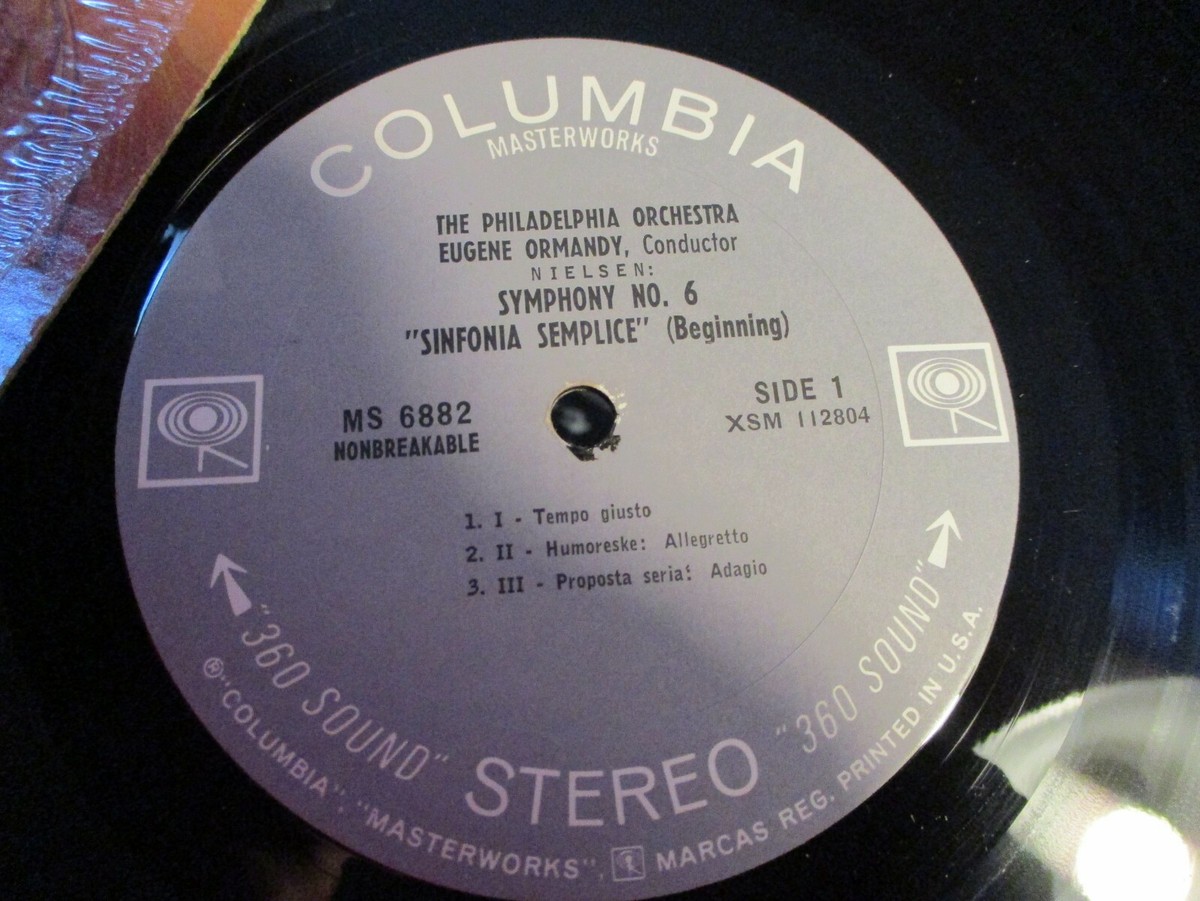 COLUMBIA
MASTERWORKS
THE PHILADELPHIA ORCHESTRA
EUGENE ORMANDY, Conductor
NIELSEN:
SYMPHONY NO. 6
"SINFONIA SEMPLICE" (Beginning)
MS 6882
NONBREAKABLE
SIDE 1
XSM 112804
1. I - Tempo giusto
2. II - Humoreske: Allegretto
3. III - Proposta seria: Adagio
"360 SOUND" STEREO "360 SOUND"
Ⓡ "COLUMBIA", "MASTERWORKS", MARCAS REG. PRINTED IN U.S.A.